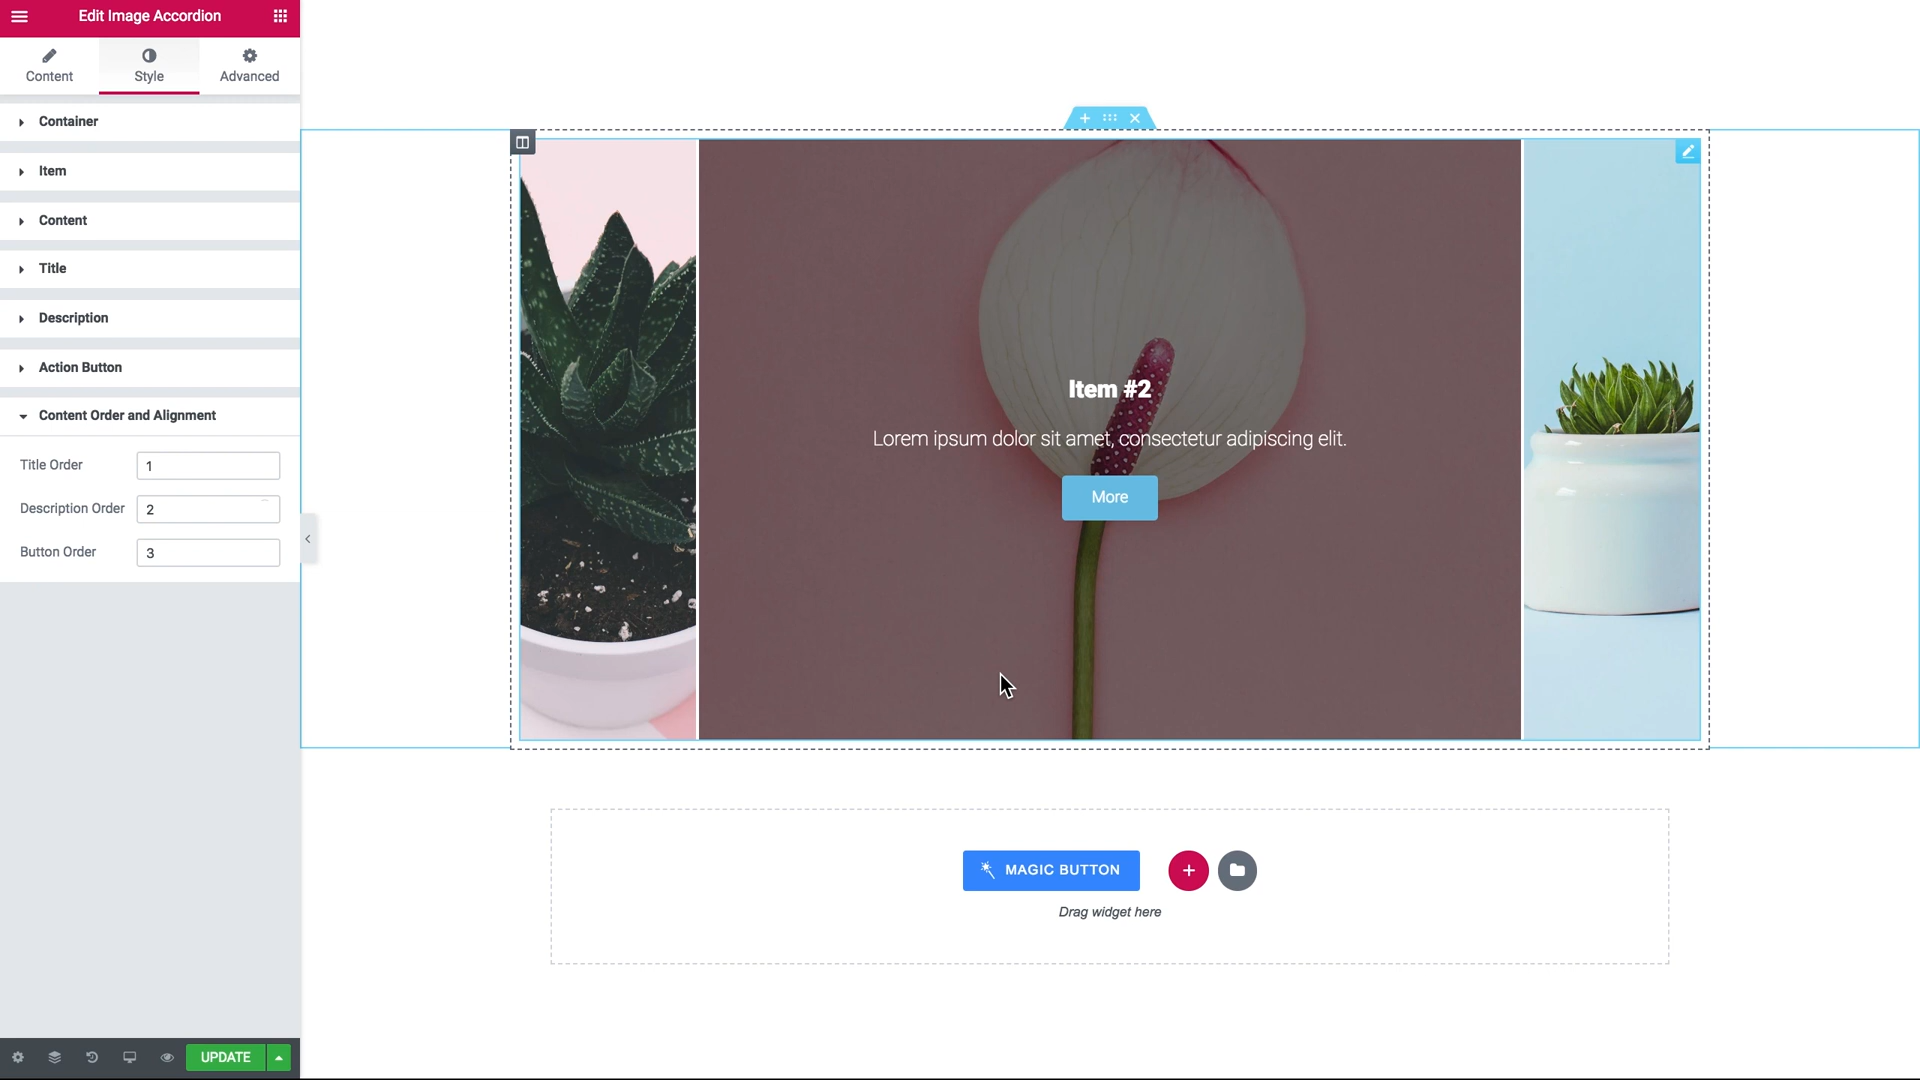 Edit Image Accordion
Content
Style
Advanced
Container
Item
Content
Title
Description
Action Button
Content Order and Alignment
Title Order
1
Description Order
2
Button Order
3
UPDATE
Item #2
Lorem ipsum dolor sit amet, consectetur adipiscing elit.
More
MAGIC BUTTON
Drag widget here